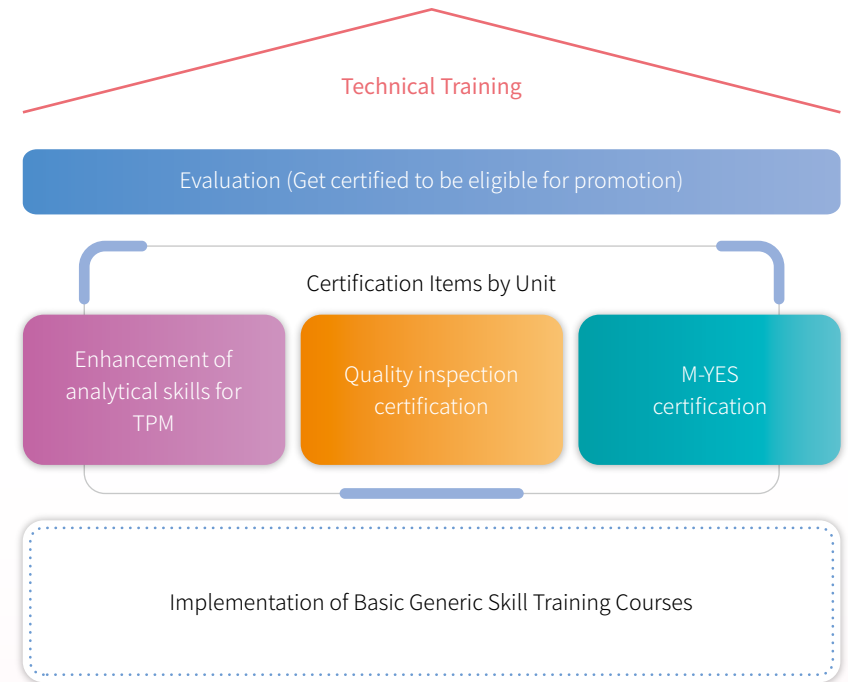 Technical Training
Evaluation (Get certified to be eligible for promotion)
Certification Items by Unit
Enhancement of
analytical skills for
TPM
Quality inspection
certification
M-YES
certification
Implementation of Basic Generic Skill Training Courses